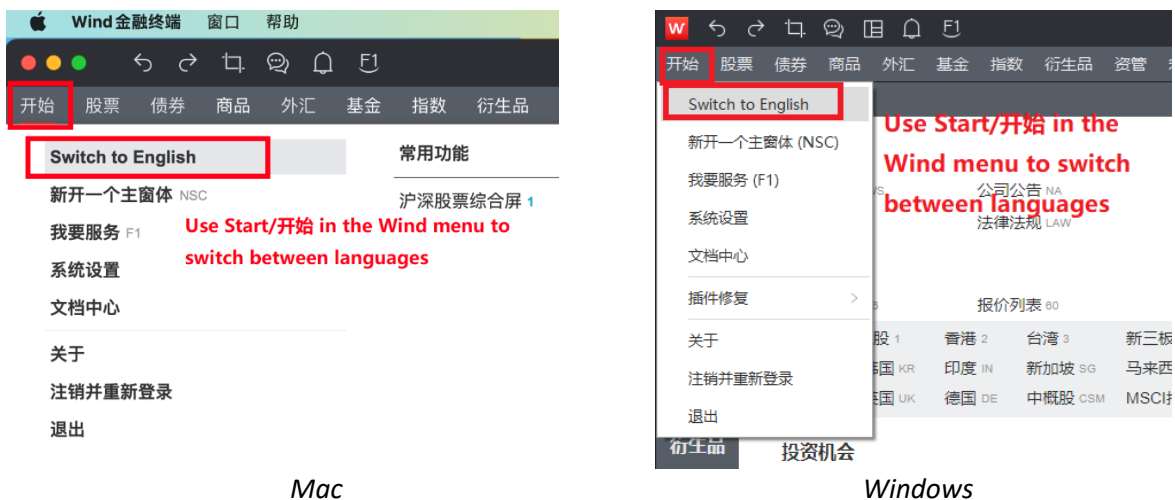 Wind金融终端 窗口 帮助
F1
开始 股票 债券 商品 外汇 基金 指数 衍生品
Switch to English
新开一个主窗体 NSC
我要服务 F1
系统设置
文档中心
关于
注销并重新登录
退出
常用功能
沪深股票综合屏 1
Use Start/开始 in the Wind menu to
switch between languages
Mac
W
F1
开始 股票 债券 商品 外汇 基金 指数 衍生品 资管
Switch to English
新开一个主窗体 (NSC)
我要服务 (F1)
系统设置
文档中心
插件修复 >
关于
注销并重新登录
退出
Use Start/开始 in the
Wind menu to switch
between languages
公司公告 NA
法律法规 LAW
报价列表 60
股 1 香港 2 台湾 3 新三板
韩国 KR 印度 IN 新加坡 SG 马来西
英国 UK 德国 DE 中概股 CSM MSCI
衍生品 投资机会
Windows